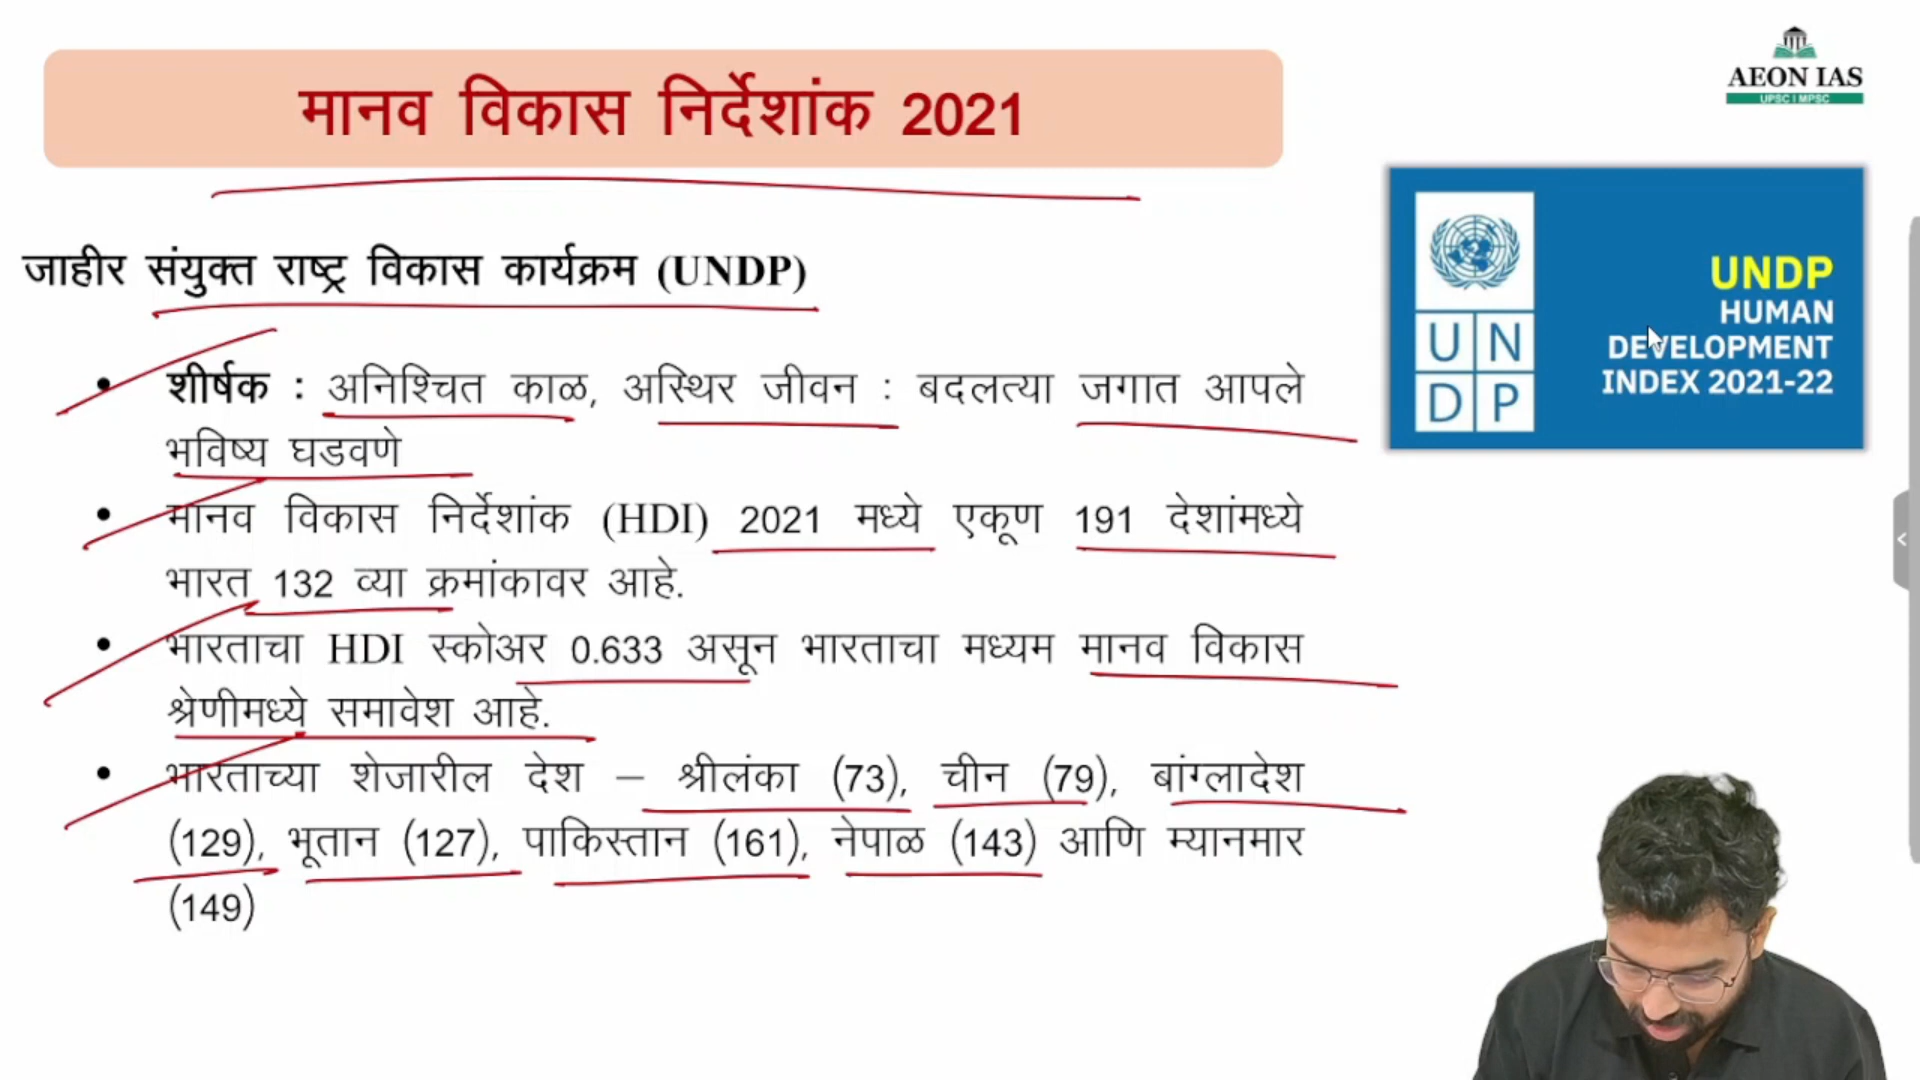 मानव विकास निर्देशांक 2021
AEON IAS
UPSC | MPSC
जाहीर संयुक्त राष्ट्र विकास कार्यक्रम (UNDP)
UNDP
HUMAN
DEVELOPMENT
INDEX 2021-22
U N
D P
• शीर्षक : अनिश्चित काळ, अस्थिर जीवन : बदलत्या जगात आपले
भविष्य घडवणे
• मानव विकास निर्देशांक (HDI) 2021 मध्ये एकूण 191 देशांमध्ये
भारत 132 व्या क्रमांकावर आहे.
• भारताचा HDI स्कोअर 0.633 असून भारताचा मध्यम मानव विकास
श्रेणीमध्ये समावेश आहे.
• भारताच्या शेजारील देश – श्रीलंका (73), चीन (79), बांग्लादेश
(129), भूतान (127), पाकिस्तान (161), नेपाळ (143) आणि म्यानमार
(149)